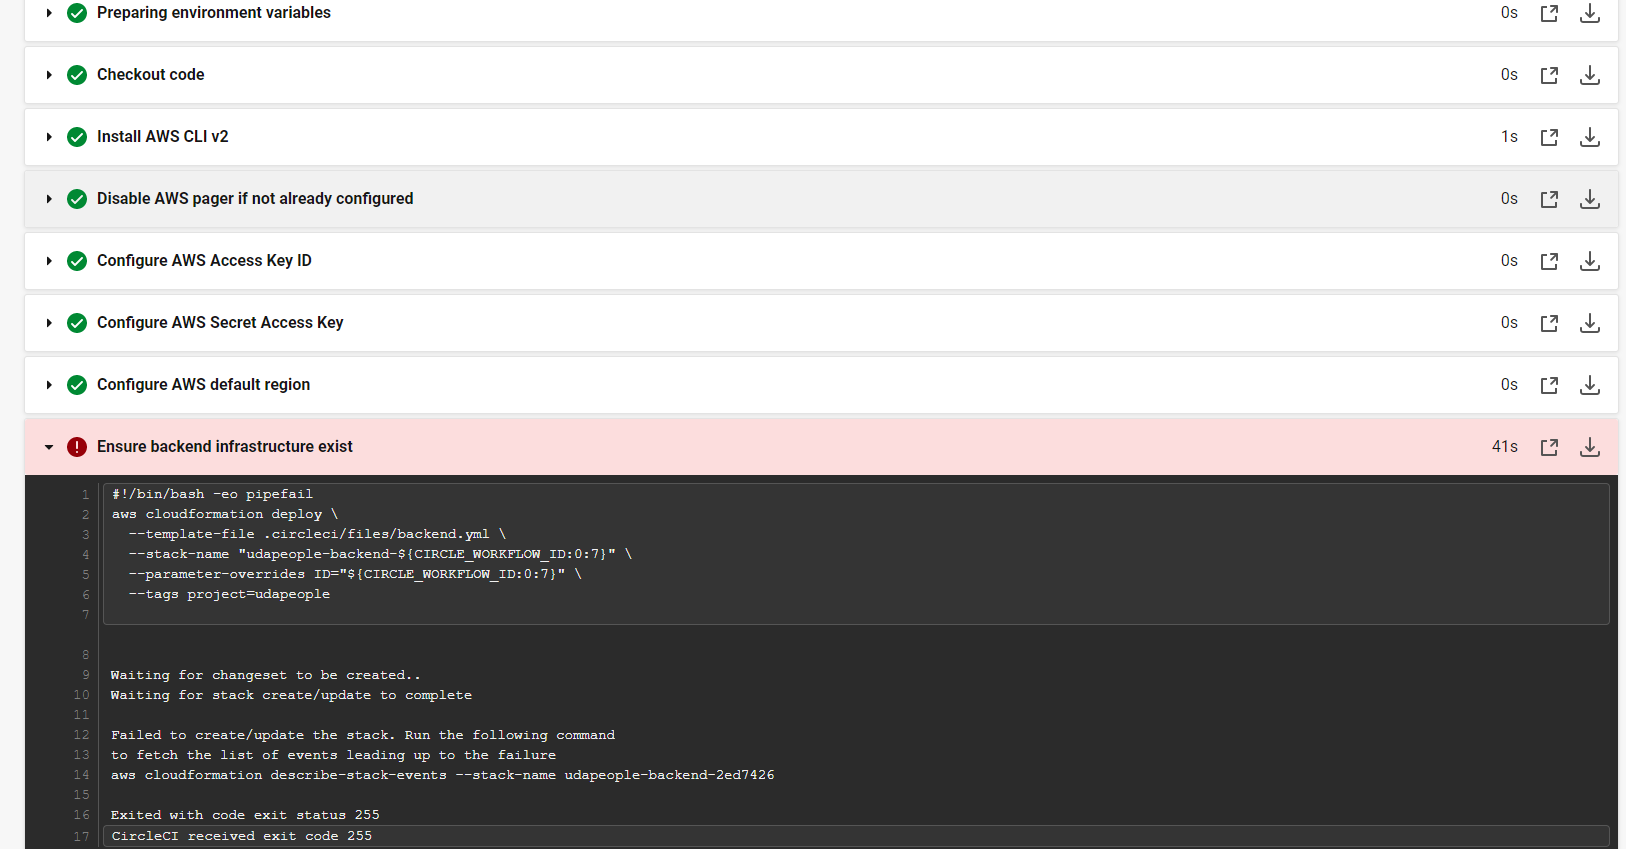 Preparing environment variables 0s
Checkout code 0s
Install AWS CLI v2 1s
Disable AWS pager if not already configured 0s
Configure AWS Access Key ID 0s
Configure AWS Secret Access Key 0s
Configure AWS default region 0s
Ensure backend infrastructure exist 41s
1 #!/bin/bash -eo pipefail
2 aws cloudformation deploy \
3 --template-file .circleci/files/backend.yml \
4 --stack-name "udapeople-backend-${CIRCLE_WORKFLOW_ID:0:7}" \
5 --parameter-overrides ID="${CIRCLE_WORKFLOW_ID:0:7}" \
6 --tags project=udapeople
7
8
9 Waiting for changeset to be created..
10 Waiting for stack create/update to complete
11
12 Failed to create/update the stack. Run the following command
13 to fetch the list of events leading up to the failure
14 aws cloudformation describe-stack-events --stack-name udapeople-backend-2ed7426
15
16 Exited with code exit status 255
17 CircleCI received exit code 255